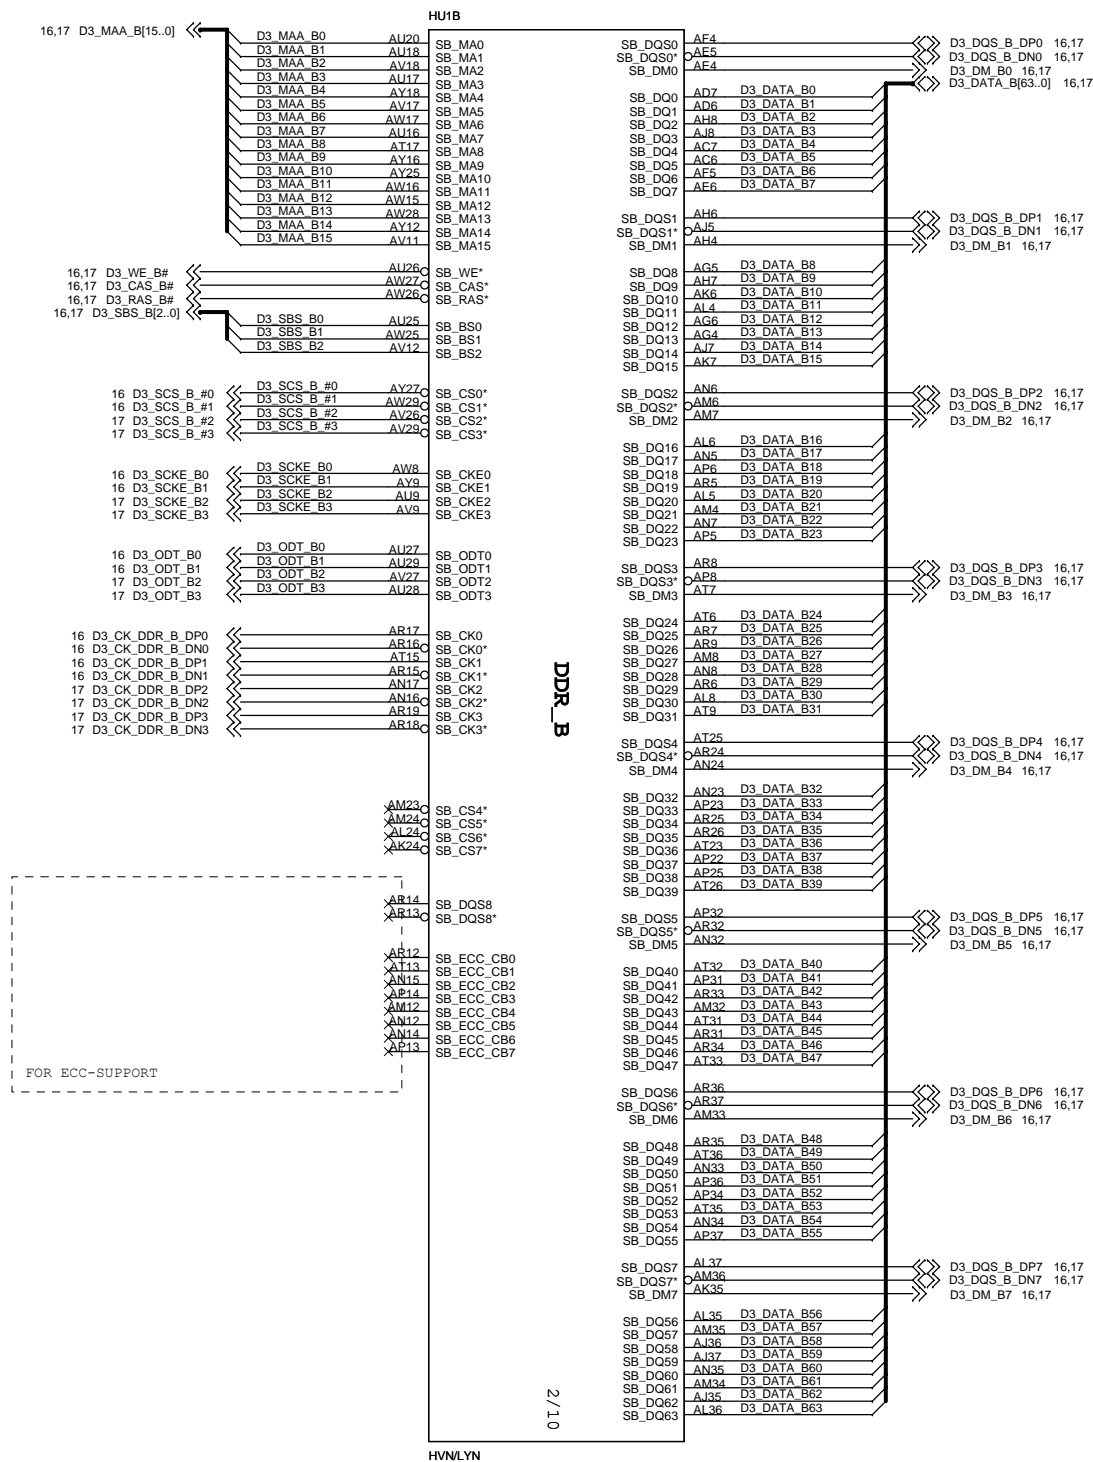 HU1B
16,17 D3_MAA_B[15..0]
D3_MAA_B0 AU20 SB_MA0
D3_MAA_B1 AU18 SB_MA1
D3_MAA_B2 AV18 SB_MA2
D3_MAA_B3 AU17 SB_MA3
D3_MAA_B4 AY18 SB_MA4
D3_MAA_B5 AV17 SB_MA5
D3_MAA_B6 AW17 SB_MA6
D3_MAA_B7 AU16 SB_MA7
D3_MAA_B8 AT17 SB_MA8
D3_MAA_B9 AY16 SB_MA9
D3_MAA_B10 AY25 SB_MA10
D3_MAA_B11 AW16 SB_MA11
D3_MAA_B12 AW15 SB_MA12
D3_MAA_B13 AW28 SB_MA13
D3_MAA_B14 AY12 SB_MA14
D3_MAA_B15 AV11 SB_MA15
16,17 D3_WE_B# AU26 SB_WE*
16,17 D3_CAS_B# AW27 SB_CAS*
16,17 D3_RAS_B# AW26 SB_RAS*
16,17 D3_SBS_B[2..0]
D3_SBS_B0 AU25 SB_BS0
D3_SBS_B1 AW25 SB_BS1
D3_SBS_B2 AV12 SB_BS2
16 D3_SCS_B_#0 D3_SCS_B_#0 AY27 SB_CS0*
16 D3_SCS_B_#1 D3_SCS_B_#1 AW29 SB_CS1*
17 D3_SCS_B_#2 D3_SCS_B_#2 AV26 SB_CS2*
17 D3_SCS_B_#3 D3_SCS_B_#3 AV29 SB_CS3*
16 D3_SCKE_B0 D3_SCKE_B0 AW8 SB_CKE0
16 D3_SCKE_B1 D3_SCKE_B1 AY9 SB_CKE1
17 D3_SCKE_B2 D3_SCKE_B2 AU9 SB_CKE2
17 D3_SCKE_B3 D3_SCKE_B3 AV9 SB_CKE3
16 D3_ODT_B0 D3_ODT_B0 AU27 SB_ODT0
16 D3_ODT_B1 D3_ODT_B1 AU29 SB_ODT1
17 D3_ODT_B2 D3_ODT_B2 AV27 SB_ODT2
17 D3_ODT_B3 D3_ODT_B3 AU28 SB_ODT3
16 D3_CK_DDR_B_DP0 AR17 SB_CK0
16 D3_CK_DDR_B_DN0 AR16 SB_CK0*
16 D3_CK_DDR_B_DP1 AT15 SB_CK1
16 D3_CK_DDR_B_DN1 AR15 SB_CK1*
17 D3_CK_DDR_B_DP2 AN17 SB_CK2
17 D3_CK_DDR_B_DN2 AN16 SB_CK2*
17 D3_CK_DDR_B_DP3 AR19 SB_CK3
17 D3_CK_DDR_B_DN3 AR18 SB_CK3*
AM23 SB_CS4*
AM24 SB_CS5*
AL24 SB_CS6*
AK24 SB_CS7*
AR14 SB_DQS8
AR13 SB_DQS8*
AR12 SB_ECC_CB0
AT13 SB_ECC_CB1
AN15 SB_ECC_CB2
AP14 SB_ECC_CB3
AM12 SB_ECC_CB4
AN12 SB_ECC_CB5
AN14 SB_ECC_CB6
AP13 SB_ECC_CB7
FOR ECC-SUPPORT
DDR_B
2/10
SB_DQS0 AF4 D3_DQS_B_DP0 16,17
SB_DQS0* AE5 D3_DQS_B_DN0 16,17
SB_DM0 AE4 D3_DM_B0 16,17
D3_DATA_B[63..0] 16,17
SB_DQ0 AD7 D3_DATA_B0
SB_DQ1 AD6 D3_DATA_B1
SB_DQ2 AH8 D3_DATA_B2
SB_DQ3 AJ8 D3_DATA_B3
SB_DQ4 AC7 D3_DATA_B4
SB_DQ5 AC6 D3_DATA_B5
SB_DQ6 AF5 D3_DATA_B6
SB_DQ7 AE6 D3_DATA_B7
SB_DQS1 AH6 D3_DQS_B_DP1 16,17
SB_DQS1* AJ5 D3_DQS_B_DN1 16,17
SB_DM1 AH4 D3_DM_B1 16,17
SB_DQ8 AG5 D3_DATA_B8
SB_DQ9 AH7 D3_DATA_B9
SB_DQ10 AK6 D3_DATA_B10
SB_DQ11 AL4 D3_DATA_B11
SB_DQ12 AG6 D3_DATA_B12
SB_DQ13 AG4 D3_DATA_B13
SB_DQ14 AJ7 D3_DATA_B14
SB_DQ15 AK7 D3_DATA_B15
SB_DQS2 AN6 D3_DQS_B_DP2 16,17
SB_DQS2* AM6 D3_DQS_B_DN2 16,17
SB_DM2 AM7 D3_DM_B2 16,17
SB_DQ16 AL6 D3_DATA_B16
SB_DQ17 AN5 D3_DATA_B17
SB_DQ18 AP6 D3_DATA_B18
SB_DQ19 AR5 D3_DATA_B19
SB_DQ20 AL5 D3_DATA_B20
SB_DQ21 AM4 D3_DATA_B21
SB_DQ22 AN7 D3_DATA_B22
SB_DQ23 AP5 D3_DATA_B23
SB_DQS3 AR8 D3_DQS_B_DP3 16,17
SB_DQS3* AP8 D3_DQS_B_DN3 16,17
SB_DM3 AT7 D3_DM_B3 16,17
SB_DQ24 AT6 D3_DATA_B24
SB_DQ25 AR7 D3_DATA_B25
SB_DQ26 AR9 D3_DATA_B26
SB_DQ27 AM8 D3_DATA_B27
SB_DQ28 AN8 D3_DATA_B28
SB_DQ29 AR6 D3_DATA_B29
SB_DQ30 AL8 D3_DATA_B30
SB_DQ31 AT9 D3_DATA_B31
SB_DQS4 AT25 D3_DQS_B_DP4 16,17
SB_DQS4* AR24 D3_DQS_B_DN4 16,17
SB_DM4 AN24 D3_DM_B4 16,17
SB_DQ32 AN23 D3_DATA_B32
SB_DQ33 AP23 D3_DATA_B33
SB_DQ34 AR25 D3_DATA_B34
SB_DQ35 AR26 D3_DATA_B35
SB_DQ36 AT23 D3_DATA_B36
SB_DQ37 AP22 D3_DATA_B37
SB_DQ38 AP25 D3_DATA_B38
SB_DQ39 AT26 D3_DATA_B39
SB_DQS5 AP32 D3_DQS_B_DP5 16,17
SB_DQS5* AR32 D3_DQS_B_DN5 16,17
SB_DM5 AN32 D3_DM_B5 16,17
SB_DQ40 AT32 D3_DATA_B40
SB_DQ41 AP31 D3_DATA_B41
SB_DQ42 AR33 D3_DATA_B42
SB_DQ43 AM32 D3_DATA_B43
SB_DQ44 AT31 D3_DATA_B44
SB_DQ45 AR31 D3_DATA_B45
SB_DQ46 AR34 D3_DATA_B46
SB_DQ47 AT33 D3_DATA_B47
SB_DQS6 AR36 D3_DQS_B_DP6 16,17
SB_DQS6* AR37 D3_DQS_B_DN6 16,17
SB_DM6 AM33 D3_DM_B6 16,17
SB_DQ48 AR35 D3_DATA_B48
SB_DQ49 AT36 D3_DATA_B49
SB_DQ50 AN33 D3_DATA_B50
SB_DQ51 AP36 D3_DATA_B51
SB_DQ52 AP34 D3_DATA_B52
SB_DQ53 AT35 D3_DATA_B53
SB_DQ54 AN34 D3_DATA_B54
SB_DQ55 AP37 D3_DATA_B55
SB_DQS7 AL37 D3_DQS_B_DP7 16,17
SB_DQS7* AM36 D3_DQS_B_DN7 16,17
SB_DM7 AK35 D3_DM_B7 16,17
SB_DQ56 AL35 D3_DATA_B56
SB_DQ57 AM35 D3_DATA_B57
SB_DQ58 AJ36 D3_DATA_B58
SB_DQ59 AJ37 D3_DATA_B59
SB_DQ60 AN35 D3_DATA_B60
SB_DQ61 AM34 D3_DATA_B61
SB_DQ62 AJ35 D3_DATA_B62
SB_DQ63 AL36 D3_DATA_B63
HVN/LYN